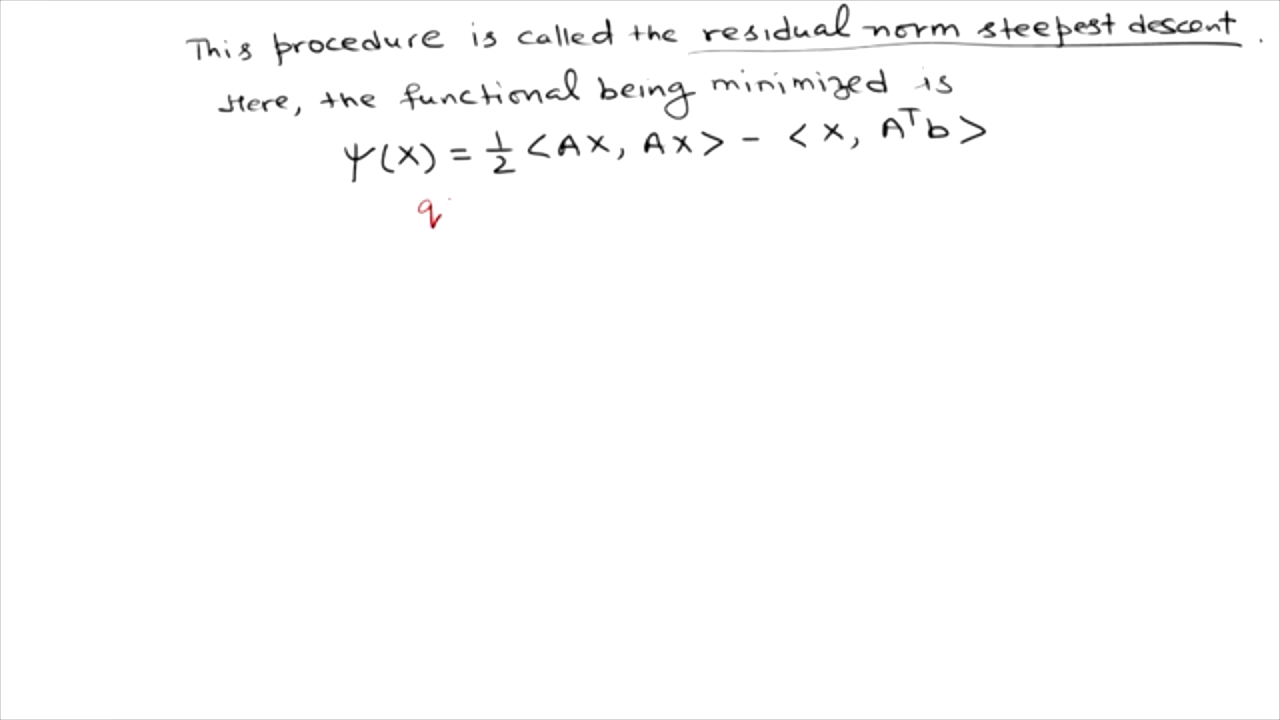 This procedure is called the residual norm steepest descent.
Here, the functional being minimized is
ψ(x) = 1/2 <Ax, Ax> - <x, Aᵀb>
q